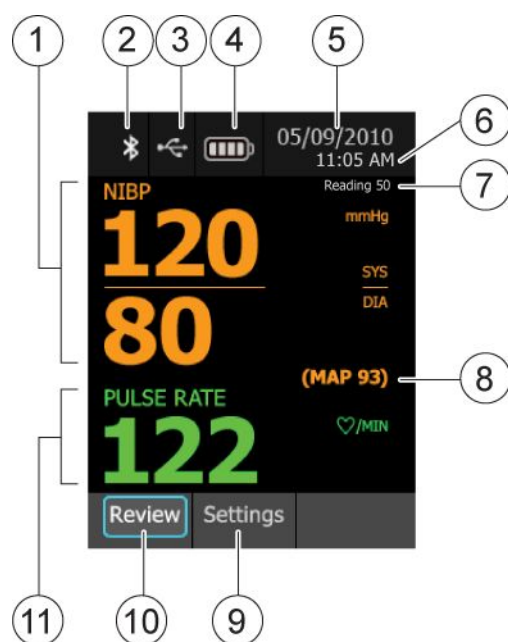 1
2
3
4
5
6
05/09/2010
11:05 AM
Reading 50
7
NIBP
mmHg
120
SYS
80
DIA
(MAP 93)
8
PULSE RATE
122
♡/MIN
Review
Settings
11
10
9